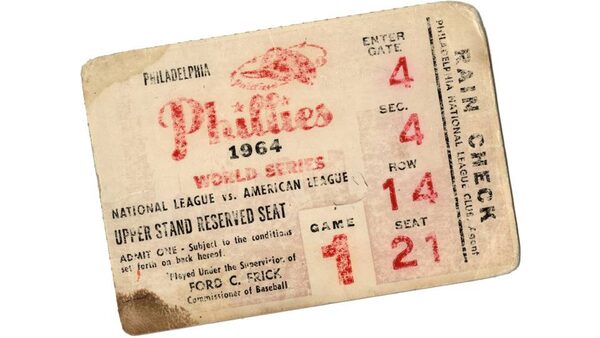 PHILADELPHIA
Phillies
1964
WORLD SERIES
NATIONAL LEAGUE vs. AMERICAN LEAGUE
UPPER STAND RESERVED SEAT
ADMIT ONE - Subject to the conditions
set forth on back hereof.
Played Under the Supervision of
FORD C. FRICK
Commissioner of Baseball
GAME
1
ENTER
GATE
4
SEC.
4
ROW
14
SEAT
21
RAIN CHECK
PHILADELPHIA NATIONAL LEAGUE CLUB, Agent